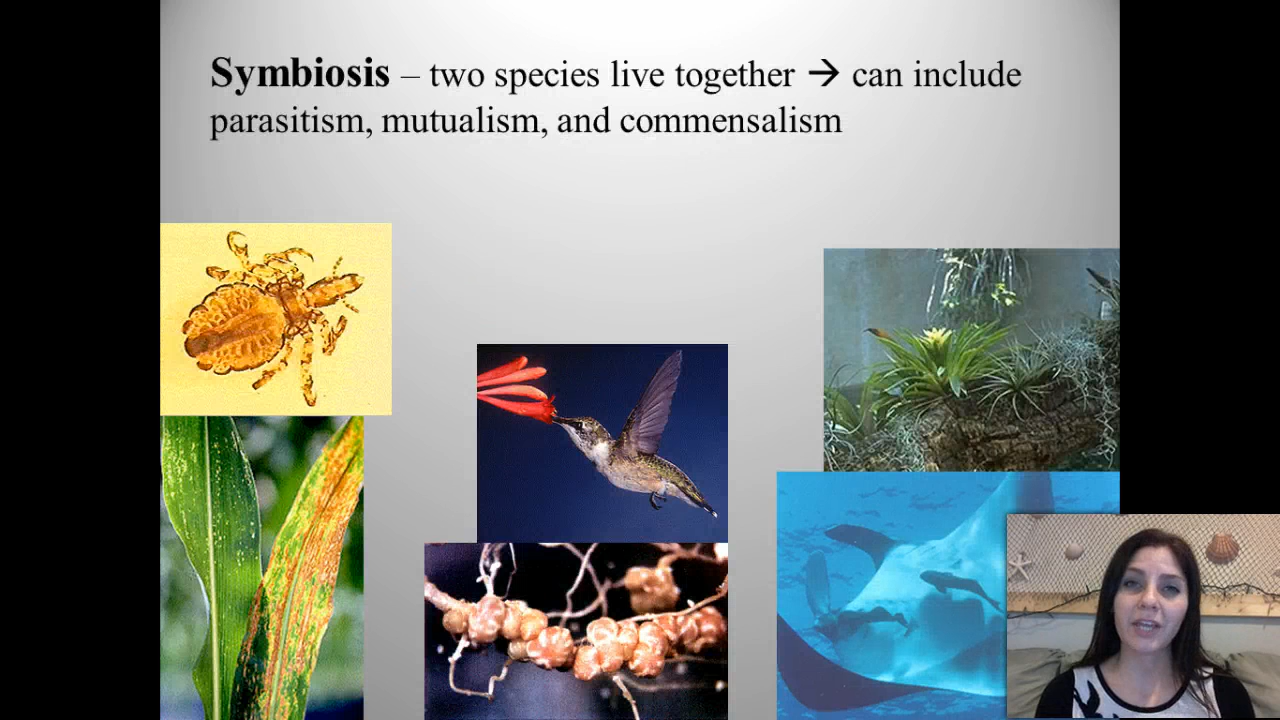 Symbiosis – two species live together → can include
parasitism, mutualism, and commensalism